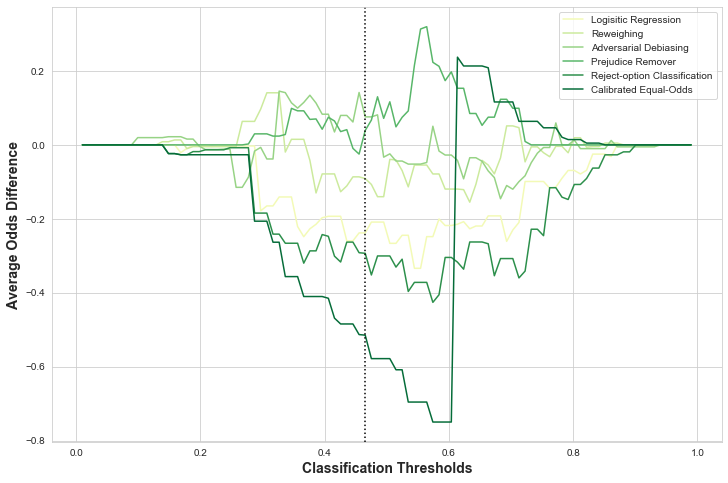 Logisitic Regression
Reweighing
Adversarial Debiasing
Prejudice Remover
Reject-option Classification
Calibrated Equal-Odds
Average Odds Difference
0.2
0.0
−0.2
−0.4
−0.6
−0.8
0.0 0.2 0.4 0.6 0.8 1.0
Classification Thresholds